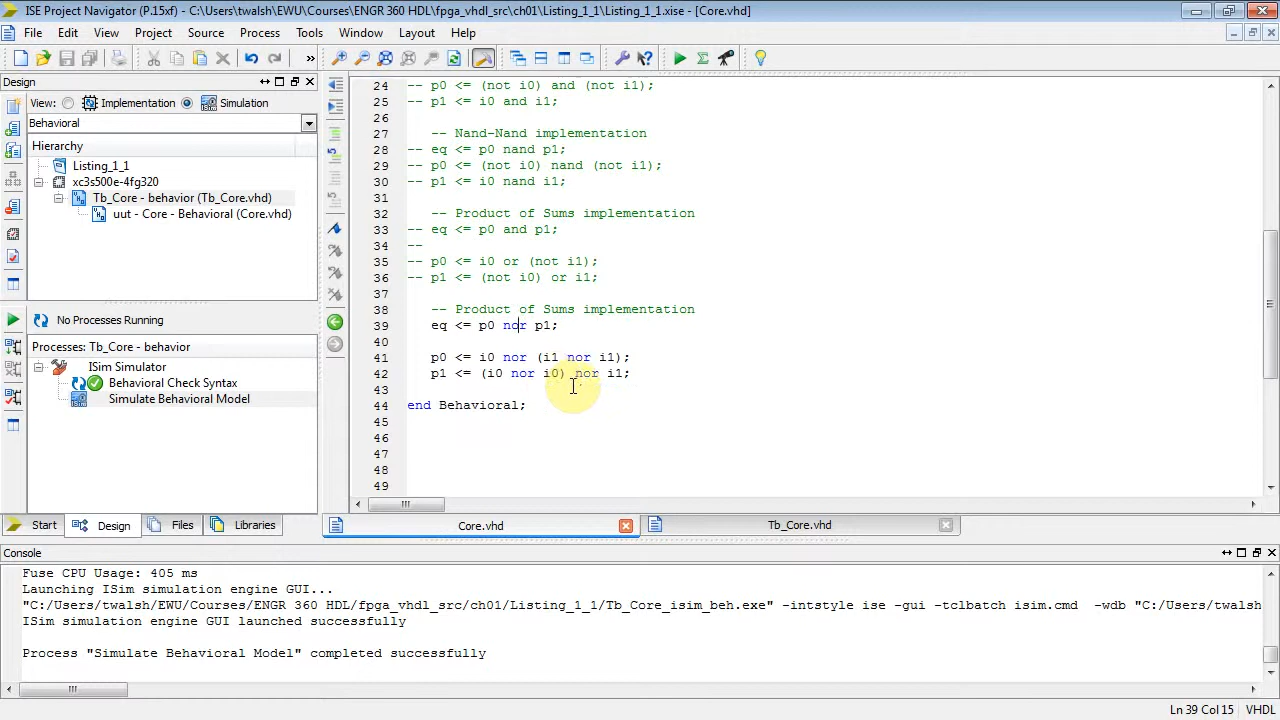 ISE Project Navigator (P.15xf) - C:\Users\twalsh\EWU\Courses\ENGR 360 HDL\fpga_vhdl_src\ch01\Listing_1_1\Listing_1_1.xise - [Core.vhd]
File Edit View Project Source Process Tools Window Layout Help
Design
View: Implementation Simulation
Behavioral
Hierarchy
Listing_1_1
xc3s500e-4fg320
Tb_Core - behavior (Tb_Core.vhd)
uut - Core - Behavioral (Core.vhd)
No Processes Running
Processes: Tb_Core - behavior
ISim Simulator
Behavioral Check Syntax
Simulate Behavioral Model
Start Design Files Libraries
24 -- p0 <= (not i0) and (not i1);
25 -- p1 <= i0 and i1;
26
27 -- Nand-Nand implementation
28 -- eq <= p0 nand p1;
29 -- p0 <= (not i0) nand (not i1);
30 -- p1 <= i0 nand i1;
31
32 -- Product of Sums implementation
33 -- eq <= p0 and p1;
34 --
35 -- p0 <= i0 or (not i1);
36 -- p1 <= (not i0) or i1;
37
38 -- Product of Sums implementation
39 eq <= p0 nor p1;
40
41 p0 <= i0 nor (i1 nor i1);
42 p1 <= (i0 nor i0) nor i1;
43
44 end Behavioral;
45
46
47
48
49
Core.vhd Tb_Core.vhd
Console
Fuse CPU Usage: 405 ms
Launching ISim simulation engine GUI...
"C:/Users/twalsh/EWU/Courses/ENGR 360 HDL/fpga_vhdl_src/ch01/Listing_1_1/Tb_Core_isim_beh.exe" -intstyle ise -gui -tclbatch isim.cmd -wdb "C:/Users/twalsh
ISim simulation engine GUI launched successfully
Process "Simulate Behavioral Model" completed successfully
Ln 39 Col 15 VHDL